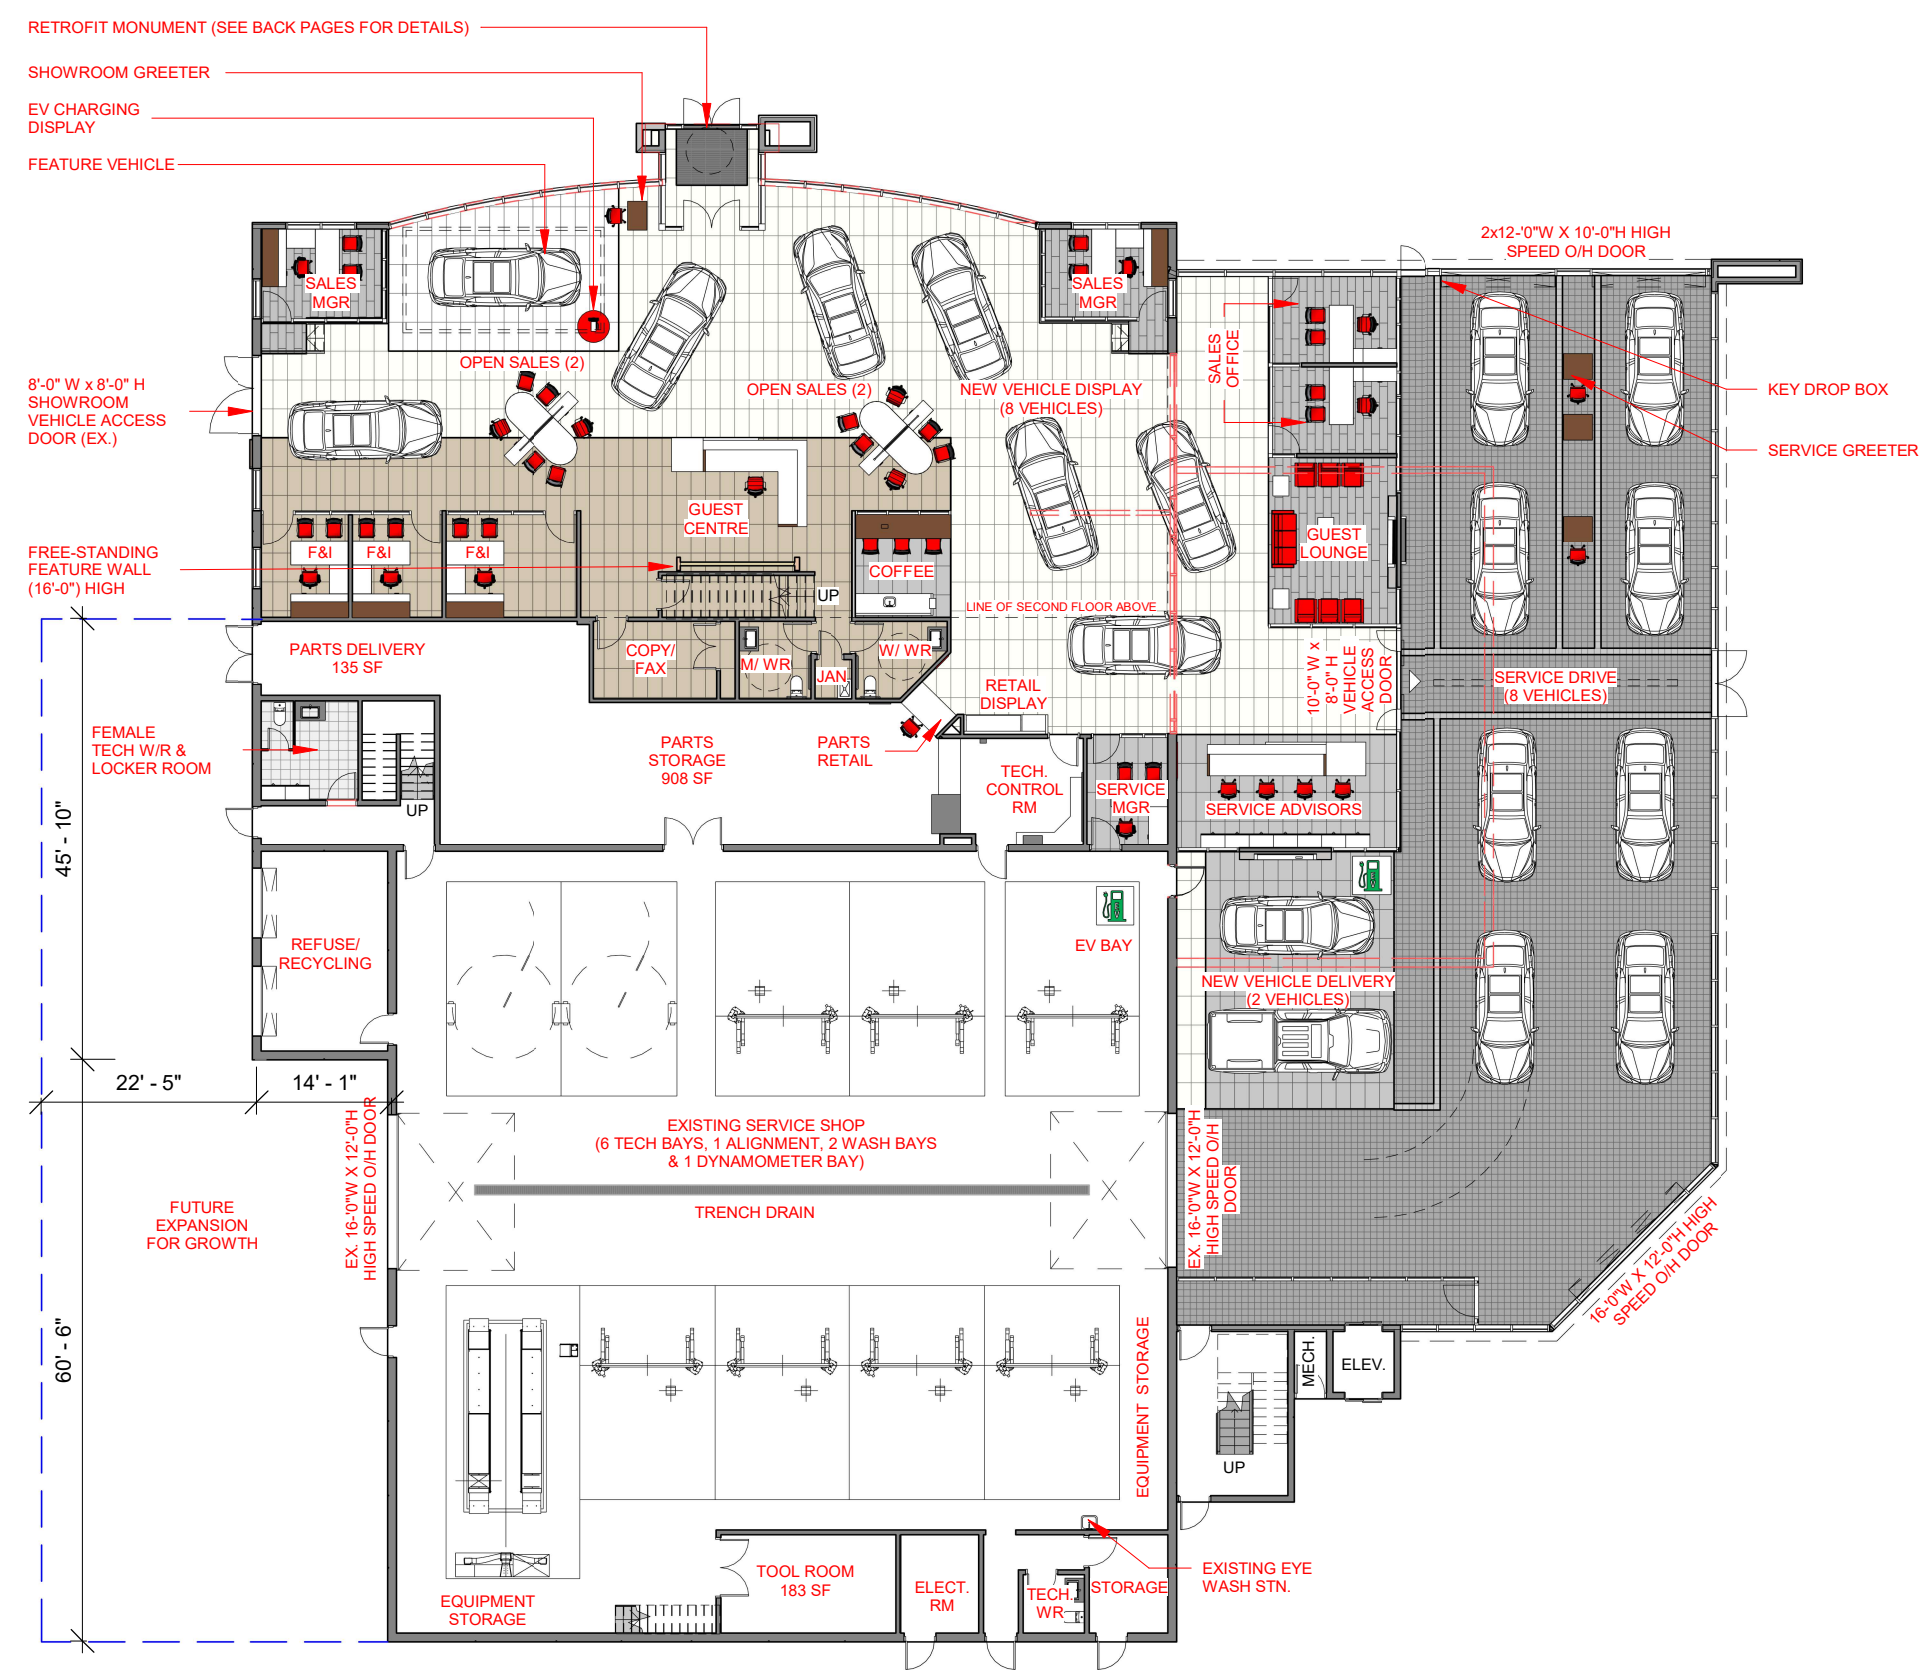 RETROFIT MONUMENT (SEE BACK PAGES FOR DETAILS)
SHOWROOM GREETER
EV CHARGING
DISPLAY
FEATURE VEHICLE
2x12-'0"W X 10'-0"H HIGH
SPEED O/H DOOR
SALES
MGR
SALES
MGR
SALES
OFFICE
OPEN SALES (2)
OPEN SALES (2)
NEW VEHICLE DISPLAY
(8 VEHICLES)
8'-0" W x 8'-0" H
SHOWROOM
VEHICLE ACCESS
DOOR (EX.)
KEY DROP BOX
SERVICE GREETER
GUEST
CENTRE
GUEST
LOUNGE
F&I
F&I
F&I
COFFEE
FREE-STANDING
FEATURE WALL
(16'-0") HIGH
UP
LINE OF SECOND FLOOR ABOVE
PARTS DELIVERY
135 SF
COPY/
FAX
M/ WR
JAN
W/ WR
RETAIL
DISPLAY
10'-0" W X
8'-0" H
VEHICLE
ACCESS
DOOR
SERVICE DRIVE
(8 VEHICLES)
FEMALE
TECH W/R &
LOCKER ROOM
PARTS
STORAGE
908 SF
PARTS
RETAIL
TECH.
CONTROL
RM
SERVICE
MGR
SERVICE ADVISORS
UP
45' - 10"
REFUSE/
RECYCLING
EV BAY
NEW VEHICLE DELIVERY
(2 VEHICLES)
22' - 5"
14' - 1"
EX. 16-'0"W X 12'-0"H
HIGH SPEED O/H DOOR
EXISTING SERVICE SHOP
(6 TECH BAYS, 1 ALIGNMENT, 2 WASH BAYS
& 1 DYNAMOMETER BAY)
TRENCH DRAIN
EX. 16-'0"W X 12'-0"H
HIGH SPEED O/H
DOOR
FUTURE
EXPANSION
FOR GROWTH
16-'0"W X 12'-0"H HIGH
SPEED O/H DOOR
60' - 6"
EQUIPMENT STORAGE
MECH.
ELEV.
UP
EQUIPMENT
STORAGE
TOOL ROOM
183 SF
ELECT.
RM
TECH.
WR
STORAGE
EXISTING EYE
WASH STN.